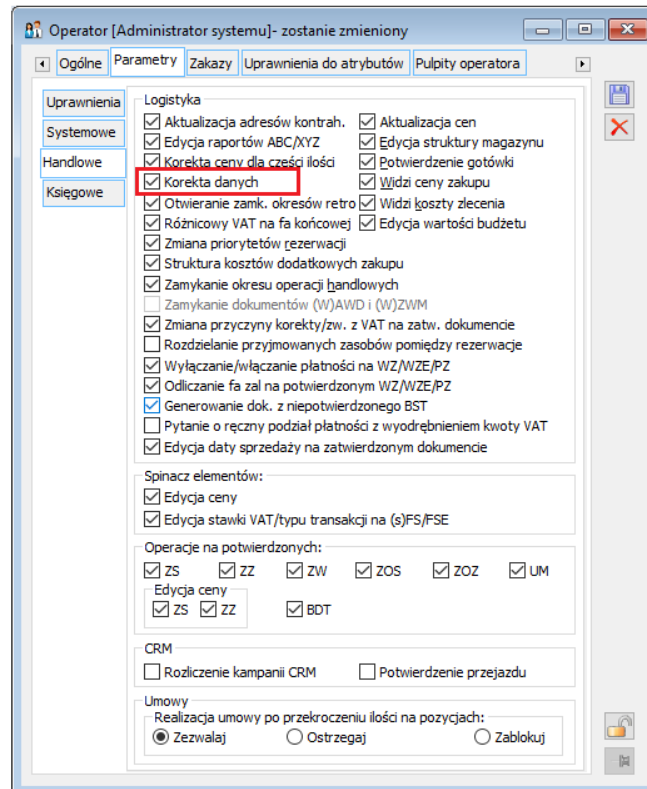 Operator [Administrator systemu]- zostanie zmieniony
Ogólne Parametry Zakazy Uprawnienia do atrybutów Pulpity operatora
Uprawnienia
Systemowe
Handlowe
Księgowe
Logistyka
Aktualizacja adresów kontrah. Aktualizacja cen
Edycja raportów ABC/XYZ Edycja struktury magazynu
Korekta ceny dla części ilości Potwierdzenie gotówki
Korekta danych Widzi ceny zakupu
Otwieranie zamk. okresów retro Widzi koszty zlecenia
Różnicowy VAT na fa końcowej Edycja wartości budżetu
Zmiana priorytetów rezerwacji
Struktura kosztów dodatkowych zakupu
Zamykanie okresu operacji handlowych
Zamykanie dokumentów (W)AWD i (W)ZWM
Zmiana przyczyny korekty/zw. z VAT na zatw. dokumencie
Rozdzielanie przyjmowanych zasobów pomiędzy rezerwacje
Wyłączanie/włączanie płatności na WZ/WZE/PZ
Odliczanie fa zal na potwierdzonym WZ/WZE/PZ
Generowanie dok. z niepotwierdzonego BST
Pytanie o ręczny podział płatności z wyodrębnieniem kwoty VAT
Edycja daty sprzedaży na zatwierdzonym dokumencie
Spinacz elementów:
Edycja ceny
Edycja stawki VAT/typu transakcji na (s)FS/FSE
Operacje na potwierdzonych:
ZS ZZ ZW ZOS ZOZ UM
Edycja ceny
ZS ZZ BDT
CRM
Rozliczenie kampanii CRM Potwierdzenie przejazdu
Umowy
Realizacja umowy po przekroczeniu ilości na pozycjach:
Zezwalaj Ostrzegaj Zablokuj